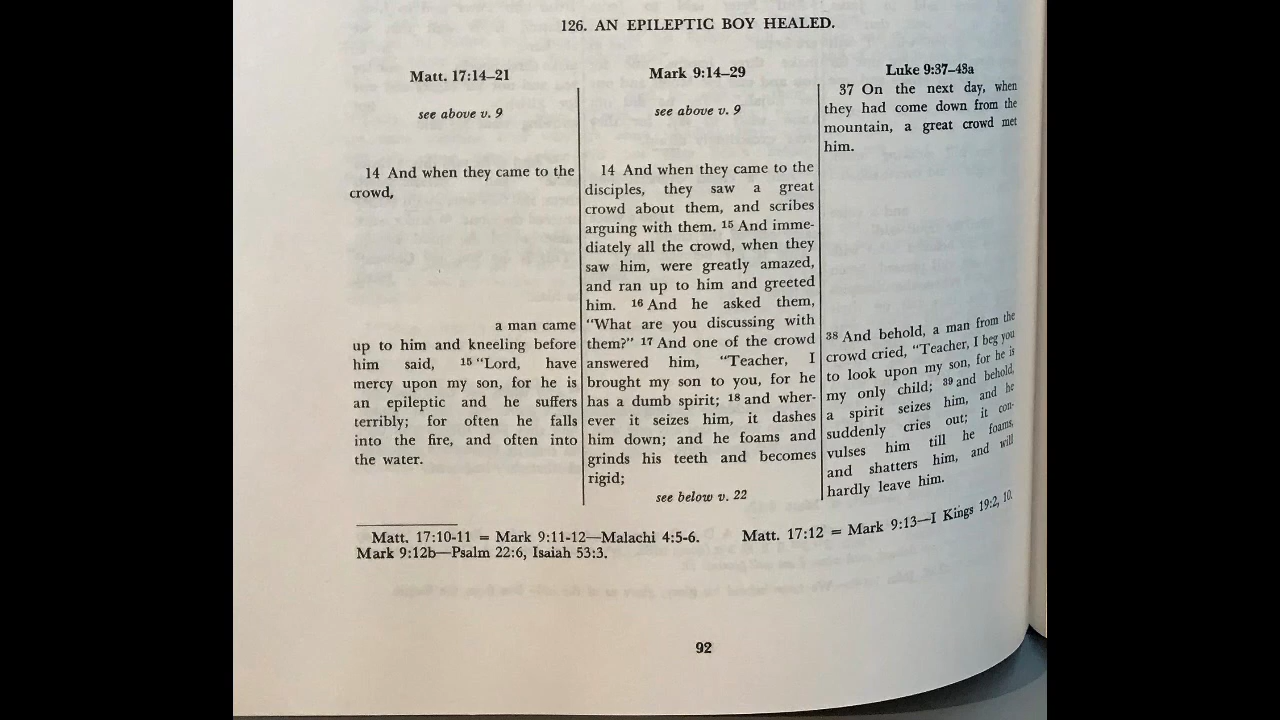 126. AN EPILEPTIC BOY HEALED.
Matt. 17:14–21
see above v. 9
14 And when they came to the
crowd,
a man came
up to him and kneeling before
him said, 15 "Lord, have
mercy upon my son, for he is
an epileptic and he suffers
terribly; for often he falls
into the fire, and often into
the water.
Mark 9:14–29
see above v. 9
14 And when they came to the
disciples, they saw a great
crowd about them, and scribes
arguing with them. 15 And imme-
diately all the crowd, when they
saw him, were greatly amazed,
and ran up to him and greeted
him. 16 And he asked them,
"What are you discussing with
them?" 17 And one of the crowd
answered him, "Teacher, I
brought my son to you, for he
has a dumb spirit; 18 and wher-
ever it seizes him, it dashes
him down; and he foams and
grinds his teeth and becomes
rigid;
see below v. 22
Luke 9:37–43a
37 On the next day, when
they had come down from the
mountain, a great crowd met
him.
38 And behold, a man from the
crowd cried, "Teacher, I beg you
to look upon my son, for he is
my only child; 39 and behold,
a spirit seizes him, and he
suddenly cries out; it con-
vulses him till he foams,
and shatters him, and will
hardly leave him.
Matt. 17:10-11 = Mark 9:11-12—Malachi 4:5-6. Matt. 17:12 = Mark 9:13—I Kings 19:2, 10.
Mark 9:12b—Psalm 22:6, Isaiah 53:3.
92